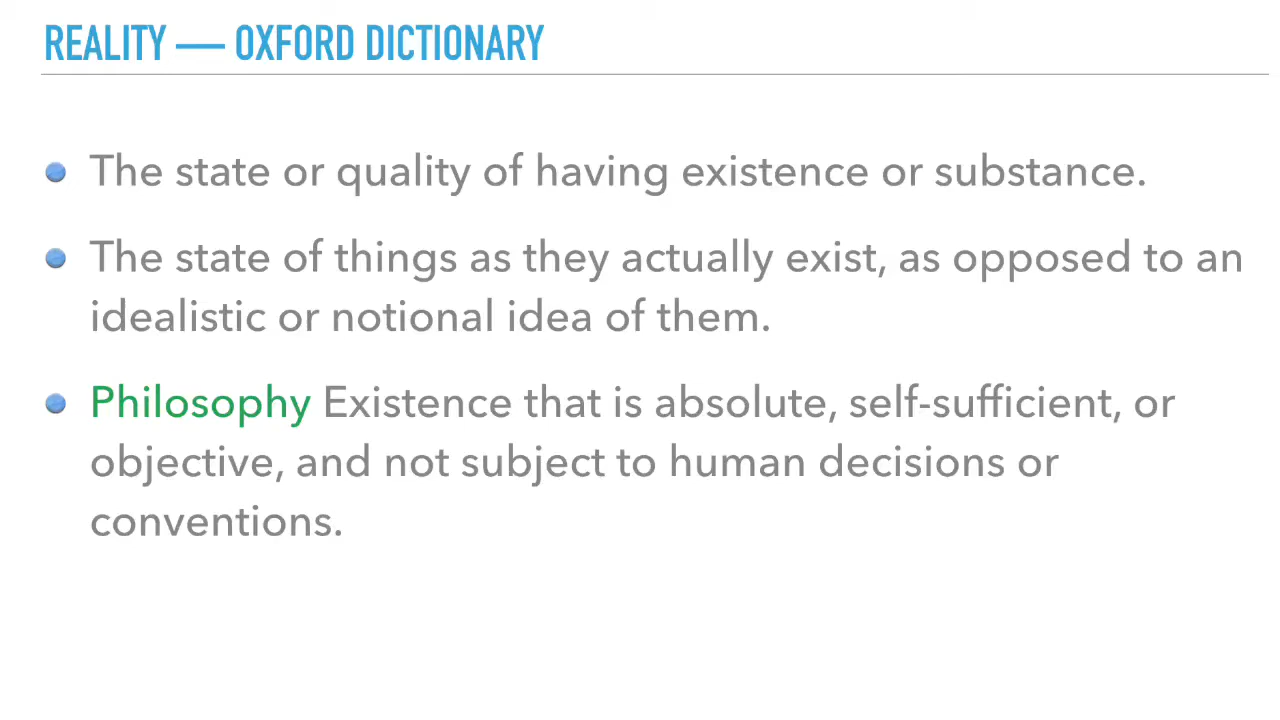 REALITY — OXFORD DICTIONARY
The state or quality of having existence or substance.
The state of things as they actually exist, as opposed to an
idealistic or notional idea of them.
Philosophy Existence that is absolute, self-sufficient, or
objective, and not subject to human decisions or
conventions.